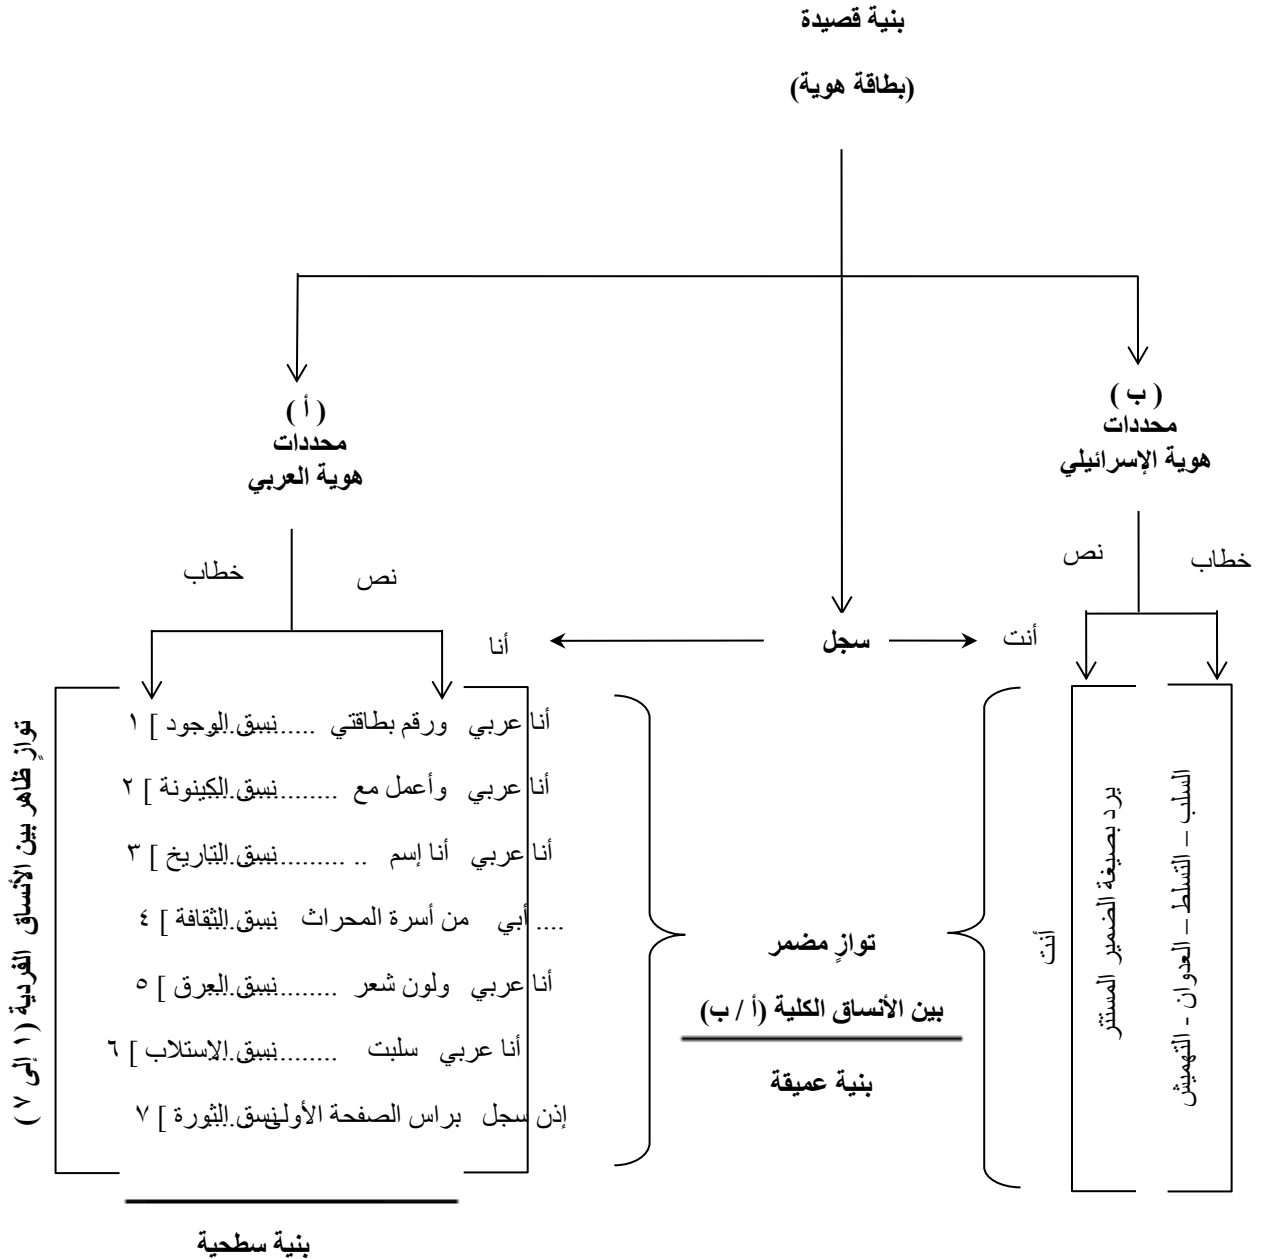 بنية قصيدة
(بطاقة هوية)
( ب )
محددات
هوية الإسرائيلي
( أ )
محددات
هوية العربي
خطاب
نص
نص
خطاب
أنت
سجل
أنا
أنا عربي ورقم بطاقتي ...............نسق الوجود ] ١
أنا عربي وأعمل مع ...............نسق الكينونة ] ٢
أنا عربي أنا إسم .. ...............نسق التاريخ ] ٣
.... أبي من أسرة المحراث ......نسق الثقافة ] ٤
أنا عربي ولون شعر ...............نسق العرق ] ٥
أنا عربي سلبت ...............نسق الاستلاب ] ٦
إذن سجل براس الصفحة الأولى ......نسق الثورة ] ٧
توازٍ ظاهر بين الأنساق الفردية (١ إلى ٧ )
بنية سطحية
توازٍ مضمر
بين الأنساق الكلية (أ / ب)
بنية عميقة
أنت
يرد بصيغة الضمير المستتر
السلب – التسلط – العدوان - التهميش